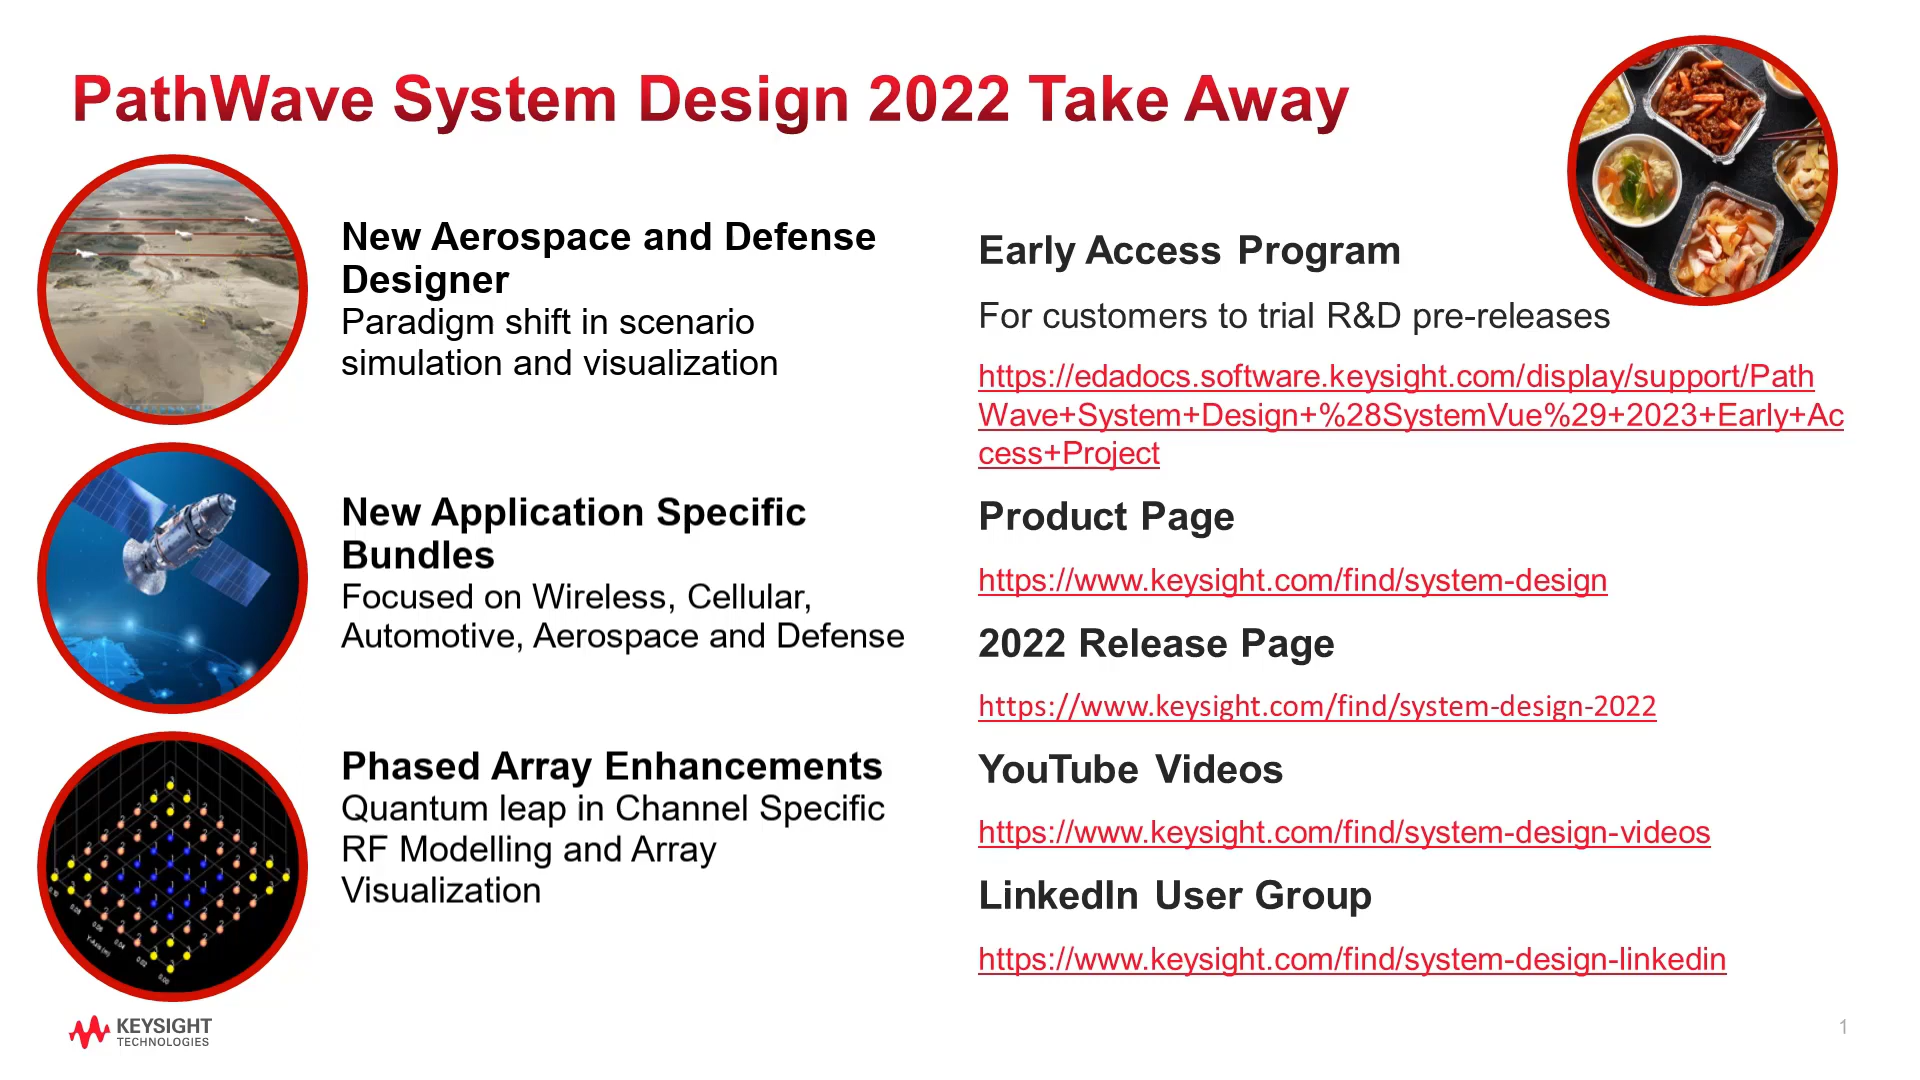 PathWave System Design 2022 Take Away
New Aerospace and Defense
Designer
Paradigm shift in scenario
simulation and visualization
New Application Specific
Bundles
Focused on Wireless, Cellular,
Automotive, Aerospace and Defense
Phased Array Enhancements
Quantum leap in Channel Specific
RF Modelling and Array
Visualization
Early Access Program
For customers to trial R&D pre-releases
https://edadocs.software.keysight.com/display/support/Path
Wave+System+Design+%28SystemVue%29+2023+Early+Ac
cess+Project
Product Page
https://www.keysight.com/find/system-design
2022 Release Page
https://www.keysight.com/find/system-design-2022
YouTube Videos
https://www.keysight.com/find/system-design-videos
LinkedIn User Group
https://www.keysight.com/find/system-design-linkedin
KEYSIGHT
TECHNOLOGIES
1